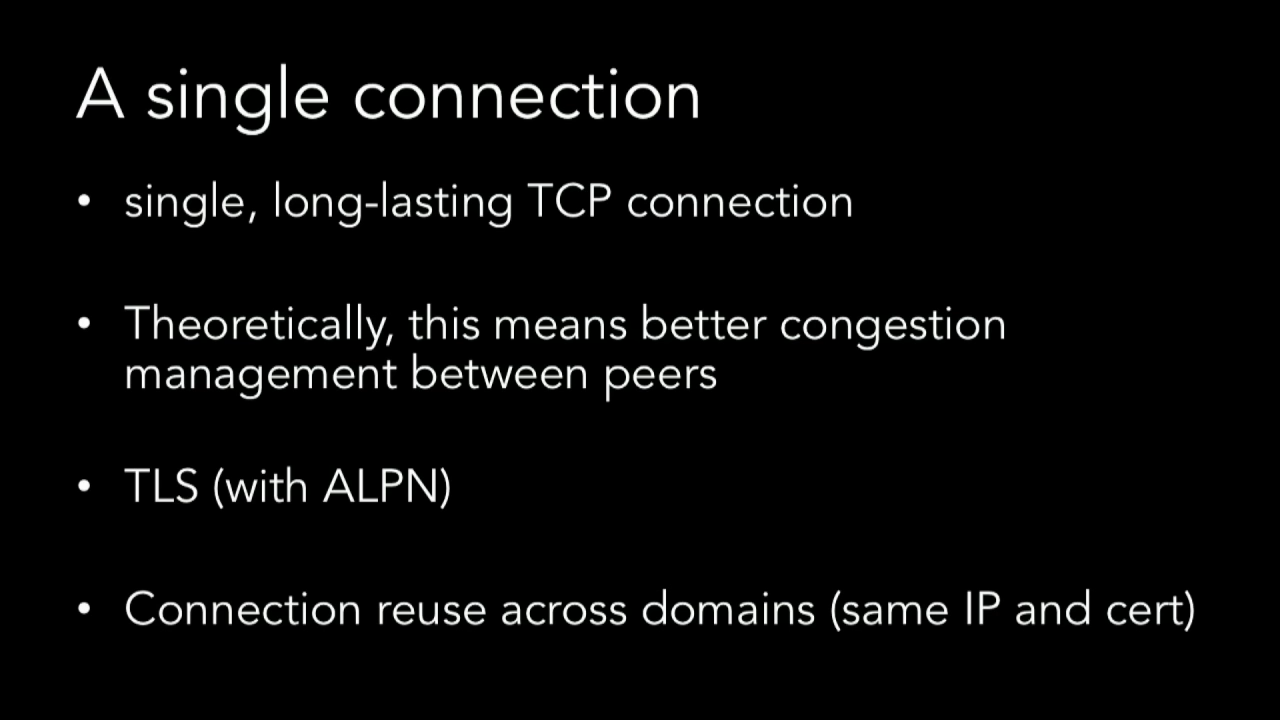 A single connection
• single, long-lasting TCP connection
• Theoretically, this means better congestion
management between peers
• TLS (with ALPN)
• Connection reuse across domains (same IP and cert)